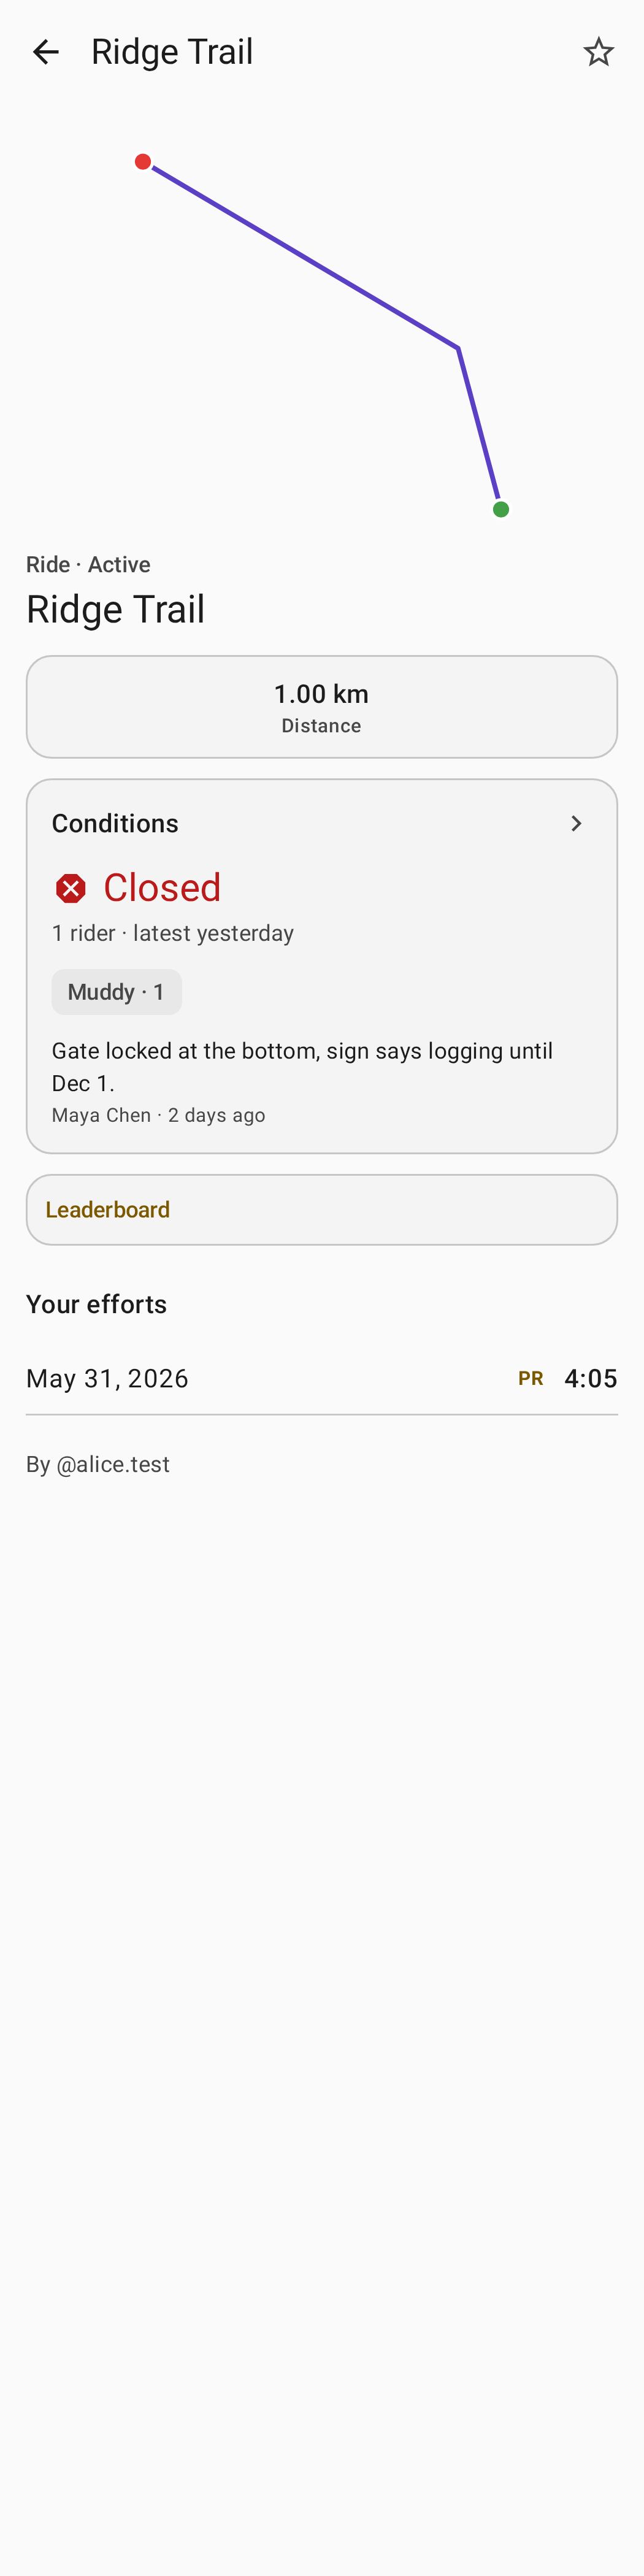 Ridge Trail
Ride · Active
Ridge Trail
1.00 km
Distance
Conditions
Closed
1 rider · latest yesterday
Muddy · 1
Gate locked at the bottom, sign says logging until
Dec 1.
Maya Chen · 2 days ago
Leaderboard
Your efforts
May 31, 2026 PR 4:05
By @alice.test